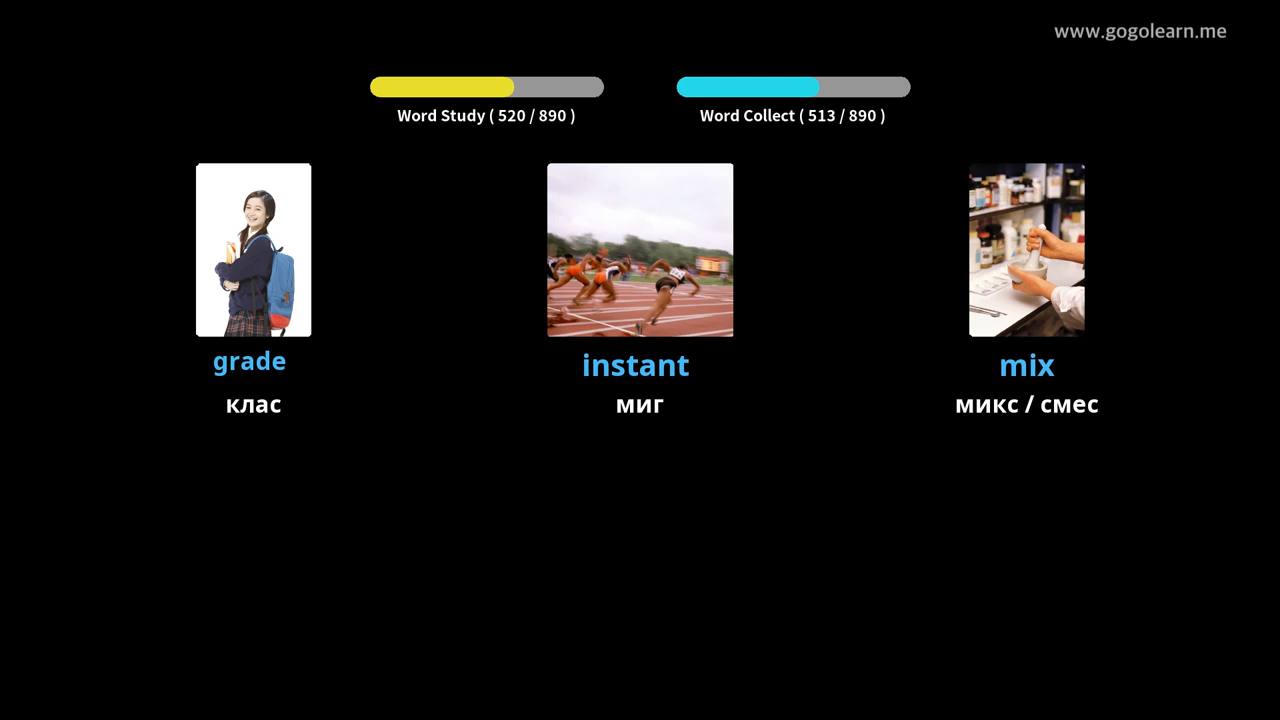 www.gogolearn.me
Word Study ( 520 / 890 )
Word Collect ( 513 / 890 )
grade
instant
mix
клас
миг
микс / смес